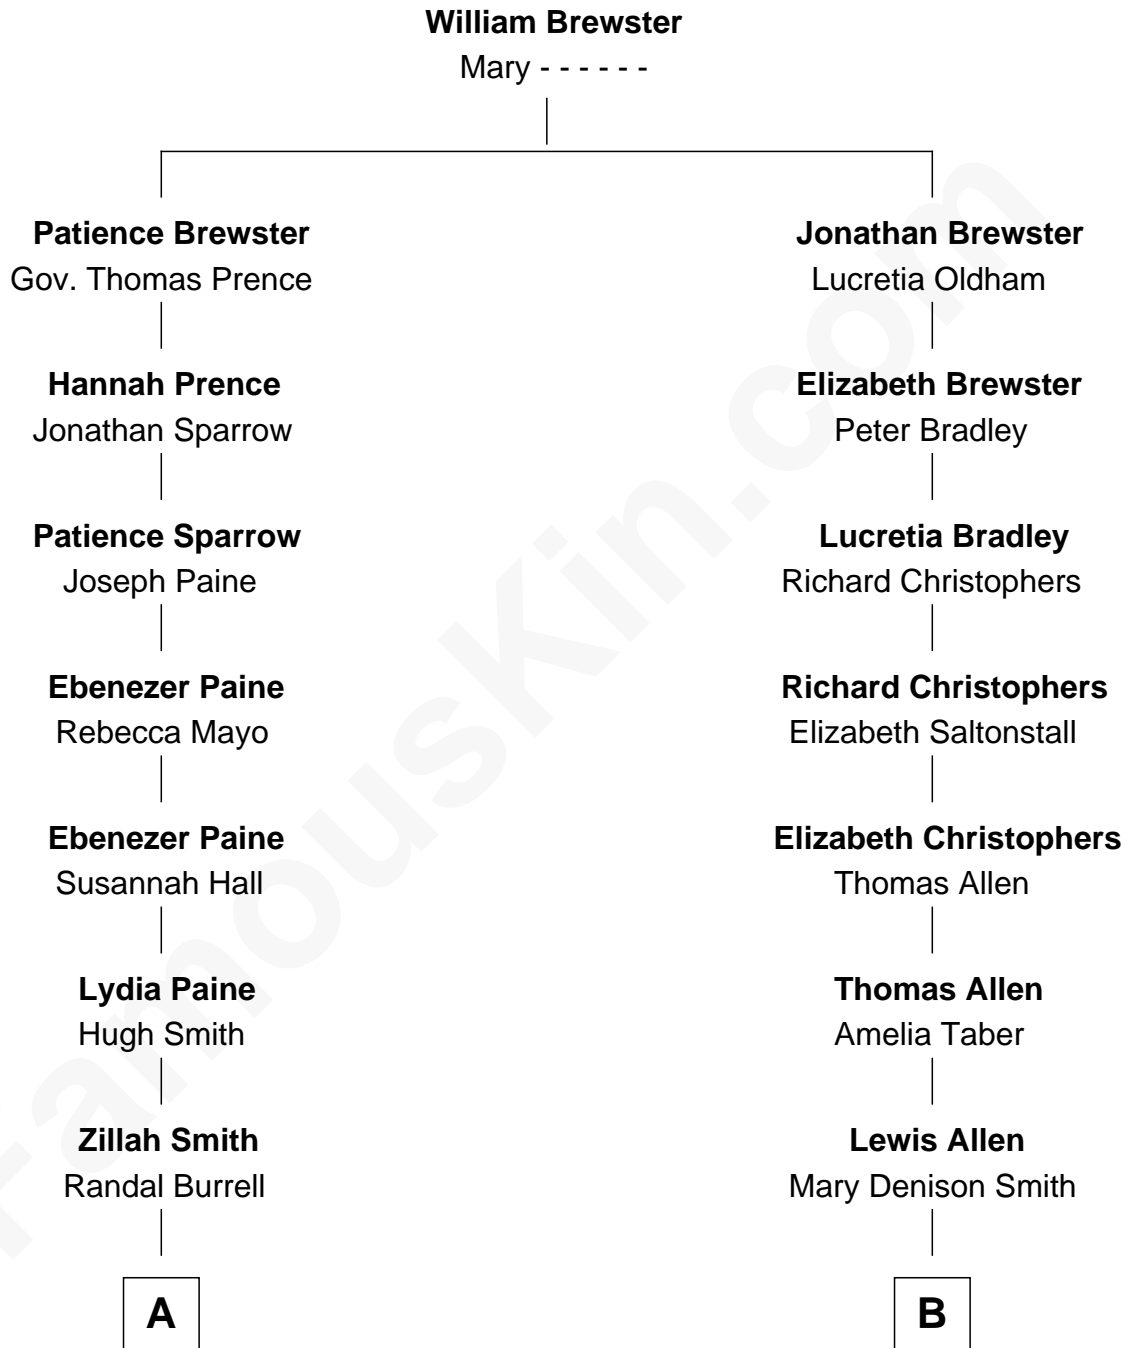 William Brewster
Mary - - - - - -
Patience Brewster
Gov. Thomas Prence
Jonathan Brewster
Lucretia Oldham
Hannah Prence
Jonathan Sparrow
Elizabeth Brewster
Peter Bradley
Patience Sparrow
Joseph Paine
Lucretia Bradley
Richard Christophers
Ebenezer Paine
Rebecca Mayo
Richard Christophers
Elizabeth Saltonstall
Ebenezer Paine
Susannah Hall
Elizabeth Christophers
Thomas Allen
Lydia Paine
Hugh Smith
Thomas Allen
Amelia Taber
Zillah Smith
Randal Burrell
Lewis Allen
Mary Denison Smith
A
B
FamousKin.com